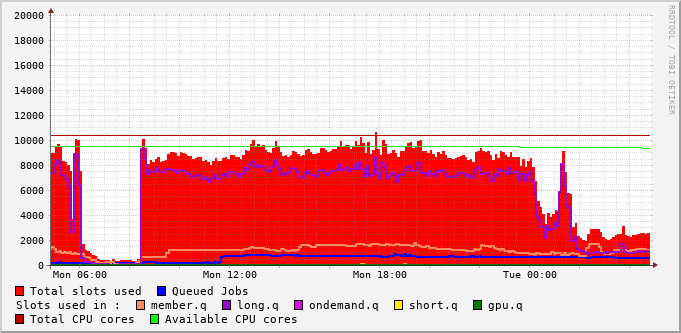 20000
18000
16000
14000
12000
10000
8000
6000
4000
2000
0
Mon 06:00 Mon 12:00 Mon 18:00 Tue 00:00
RRDTOOL / TOBI OETIKER
Total slots used Queued Jobs
Slots used in : member.q long.q ondemand.q short.q gpu.q
Total CPU cores Available CPU cores